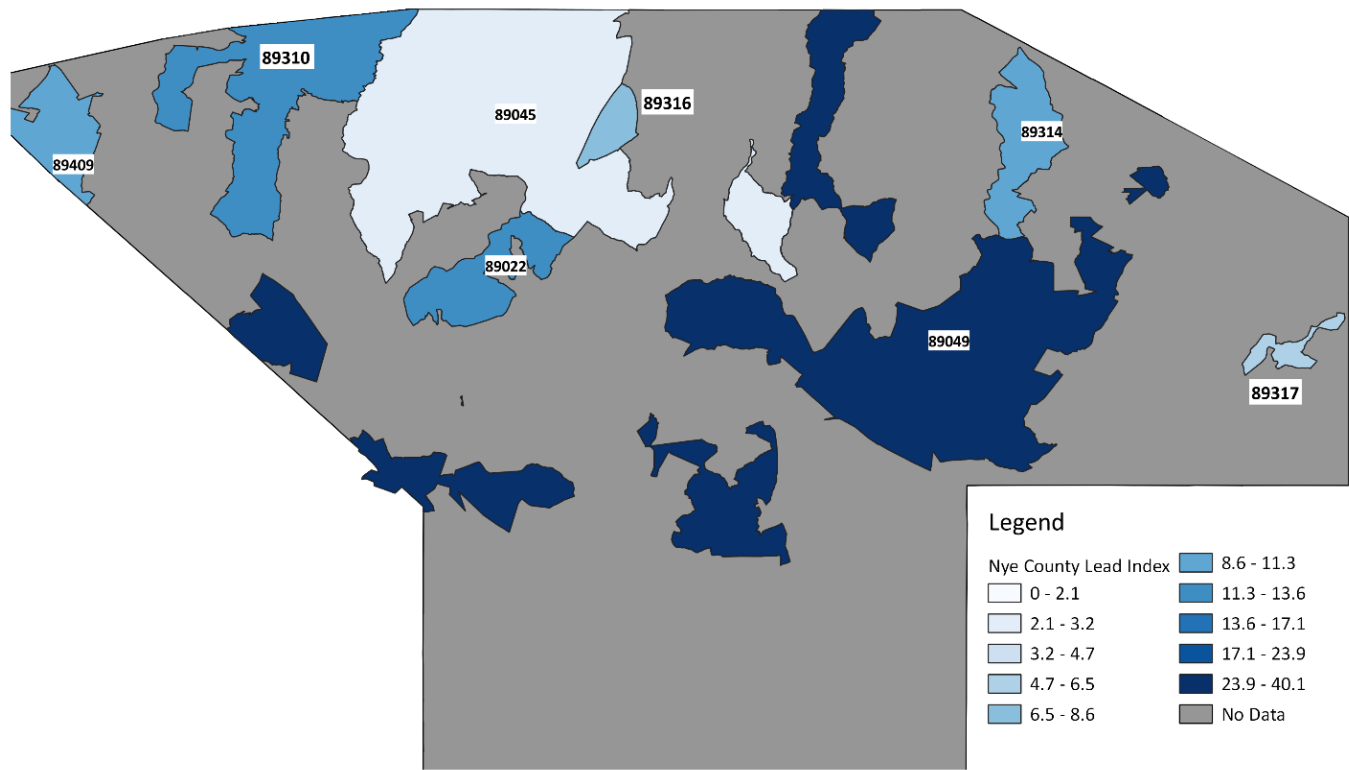 89310
89045
89316
89314
89409
89022
89049
89317
Legend
Nye County Lead Index
0 - 2.1
2.1 - 3.2
3.2 - 4.7
4.7 - 6.5
6.5 - 8.6
8.6 - 11.3
11.3 - 13.6
13.6 - 17.1
17.1 - 23.9
23.9 - 40.1
No Data